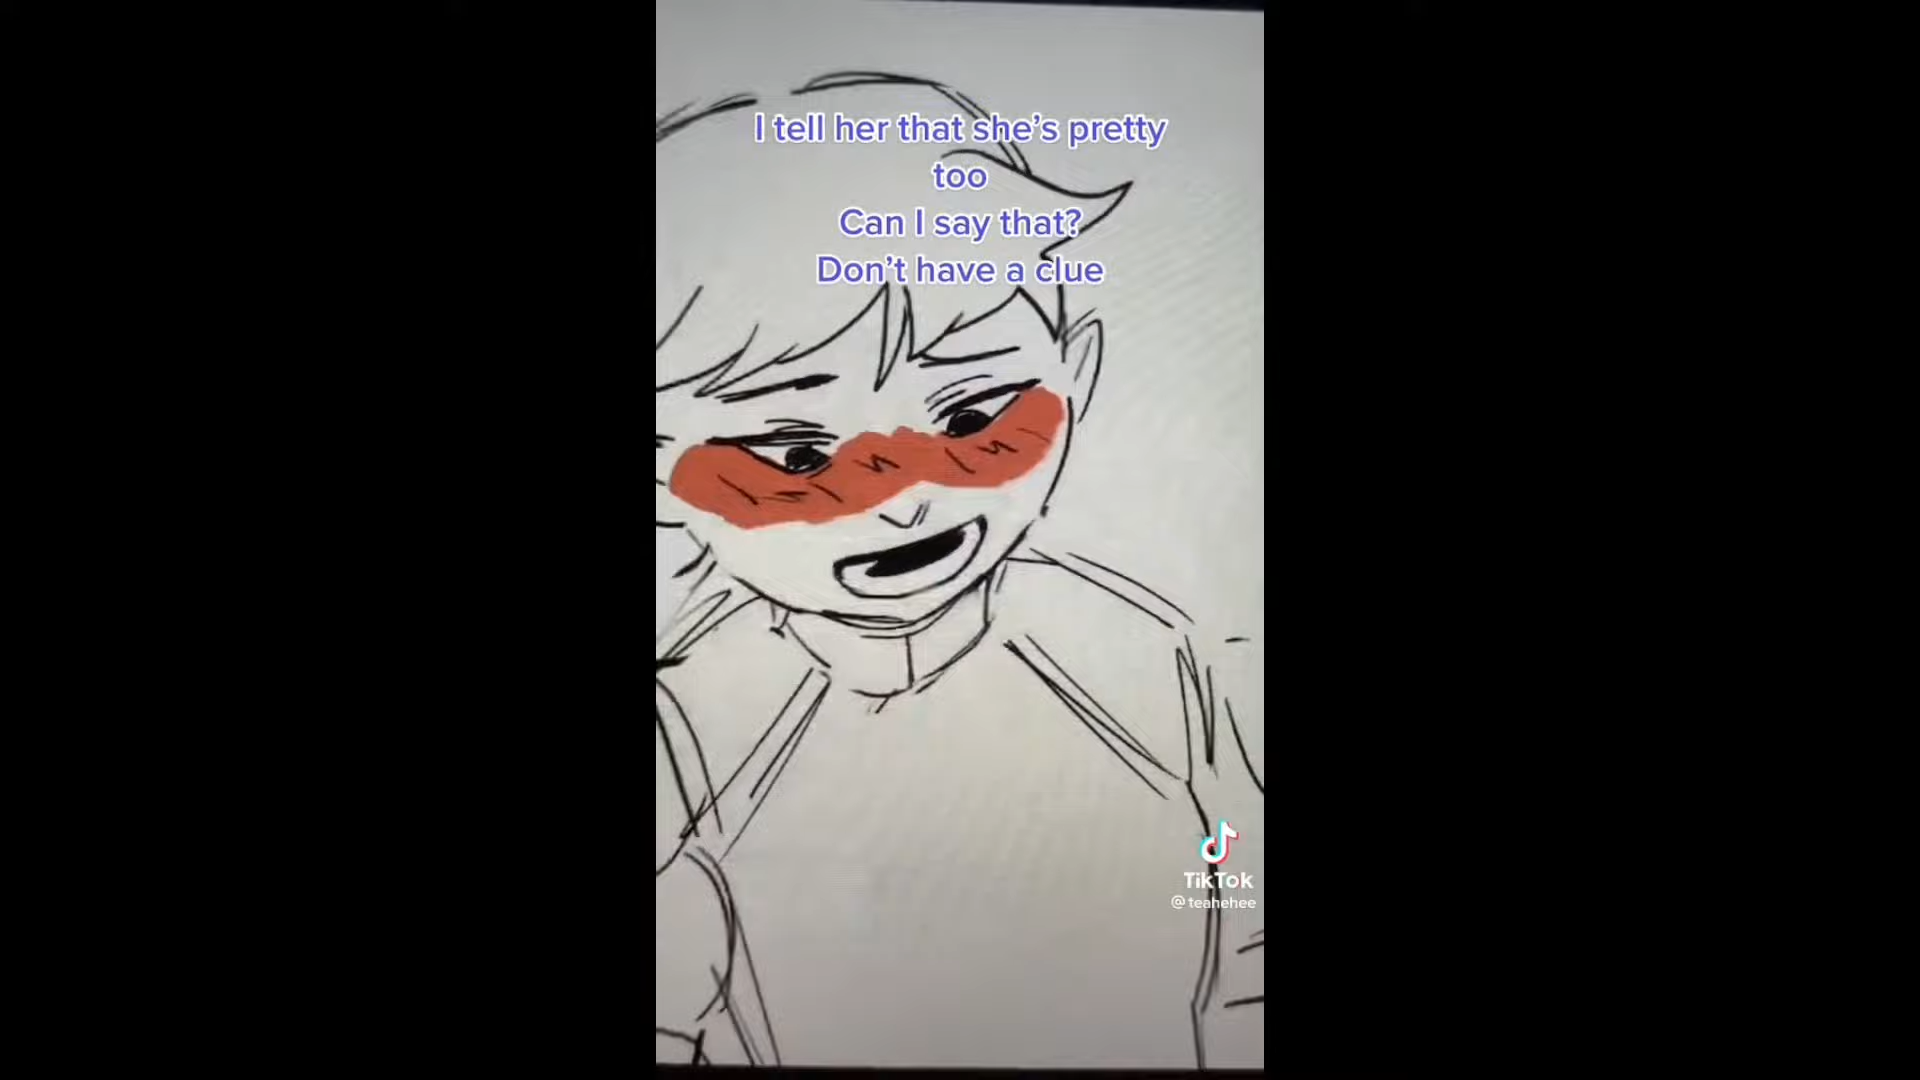 I tell her that she's pretty
too
Can I say that?
Don't have a clue
TikTok
@teahehee